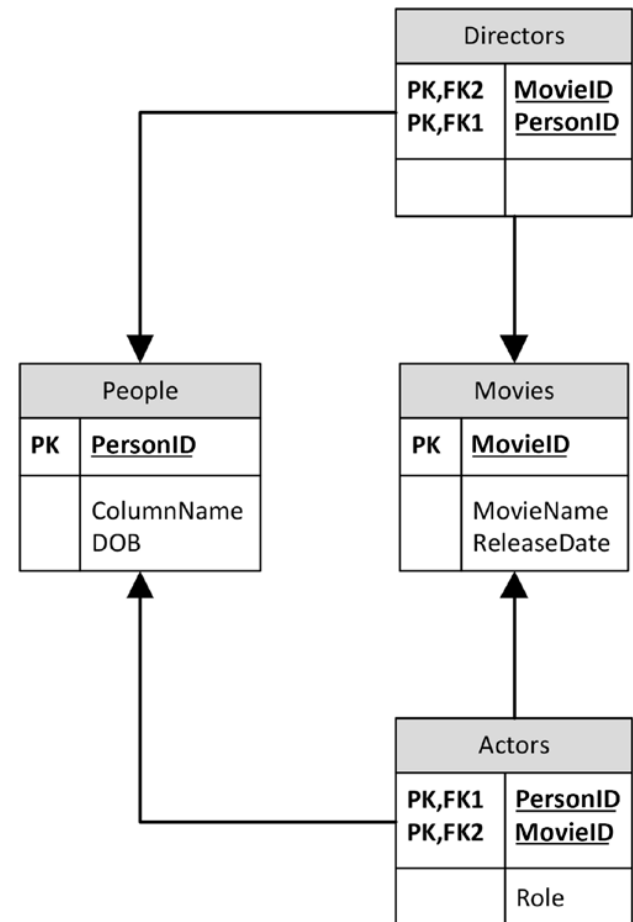 Directors
PK,FK2 MovieID
PK,FK1 PersonID
People
PK PersonID
ColumnName
DOB
Movies
PK MovieID
MovieName
ReleaseDate
Actors
PK,FK1 PersonID
PK,FK2 MovieID
Role